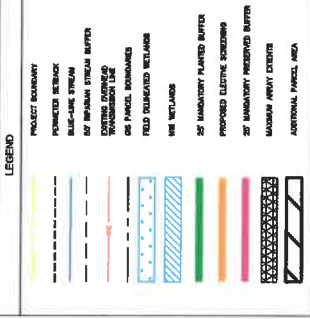 LEGEND
PROJECT BOUNDARY
PERIMETER SETBACK
BLUE-LINE STREAM
50' RIPARIAN STREAM BUFFER
EXISTING OVERHEAD
TRANSMISSION LINE
GIS PARCEL BOUNDARIES
FIELD DELINEATED WETLANDS
NWI WETLANDS
25' MANDATORY PLANTED BUFFER
PROPOSED ELECTIVE SCREENING
25' MANDATORY PRESERVED BUFFER
MAXIMUM ARRAY EXTENTS
ADDITIONAL PARCEL AREA